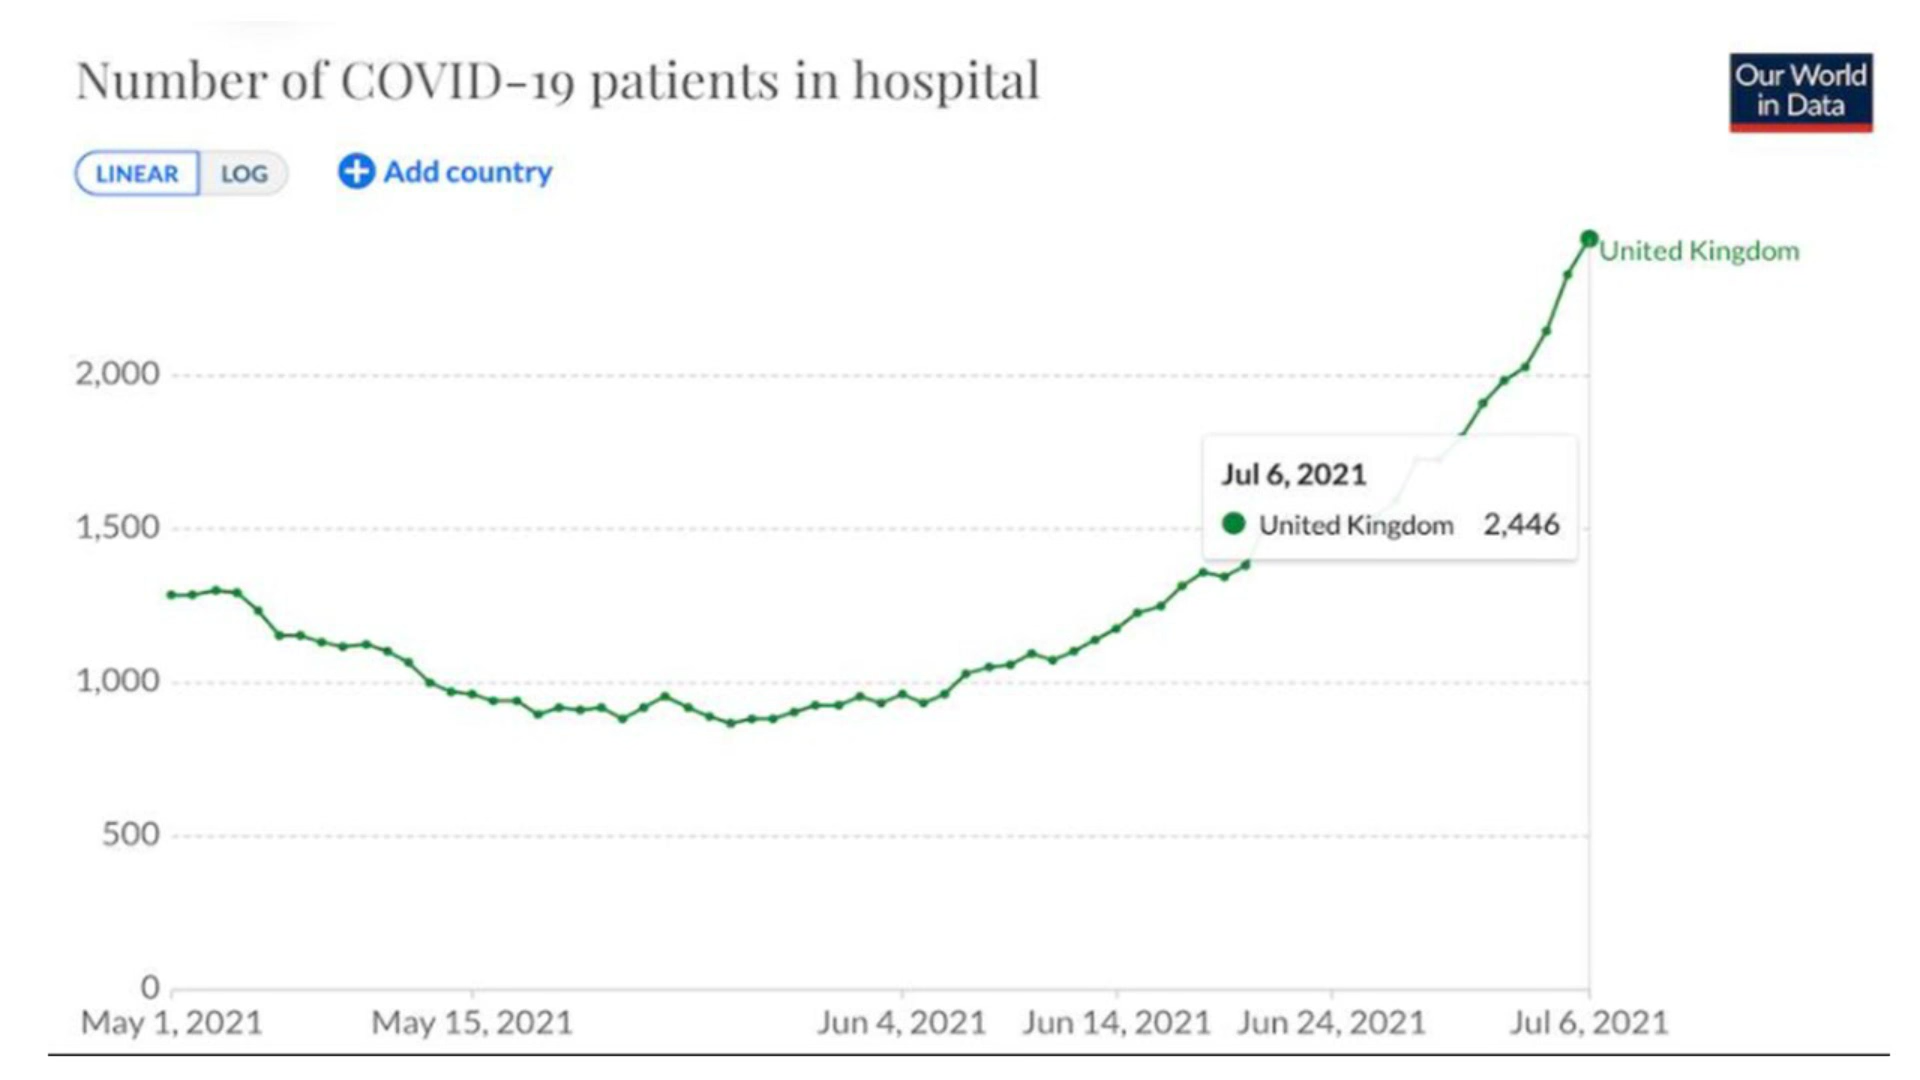 Number of COVID-19 patients in hospital
Our World
in Data
LINEAR LOG Add country
United Kingdom
2,000
Jul 6, 2021
1,500
United Kingdom 2,446
1,000
500
0
May 1, 2021 May 15, 2021 Jun 4, 2021 Jun 14, 2021 Jun 24, 2021 Jul 6, 2021